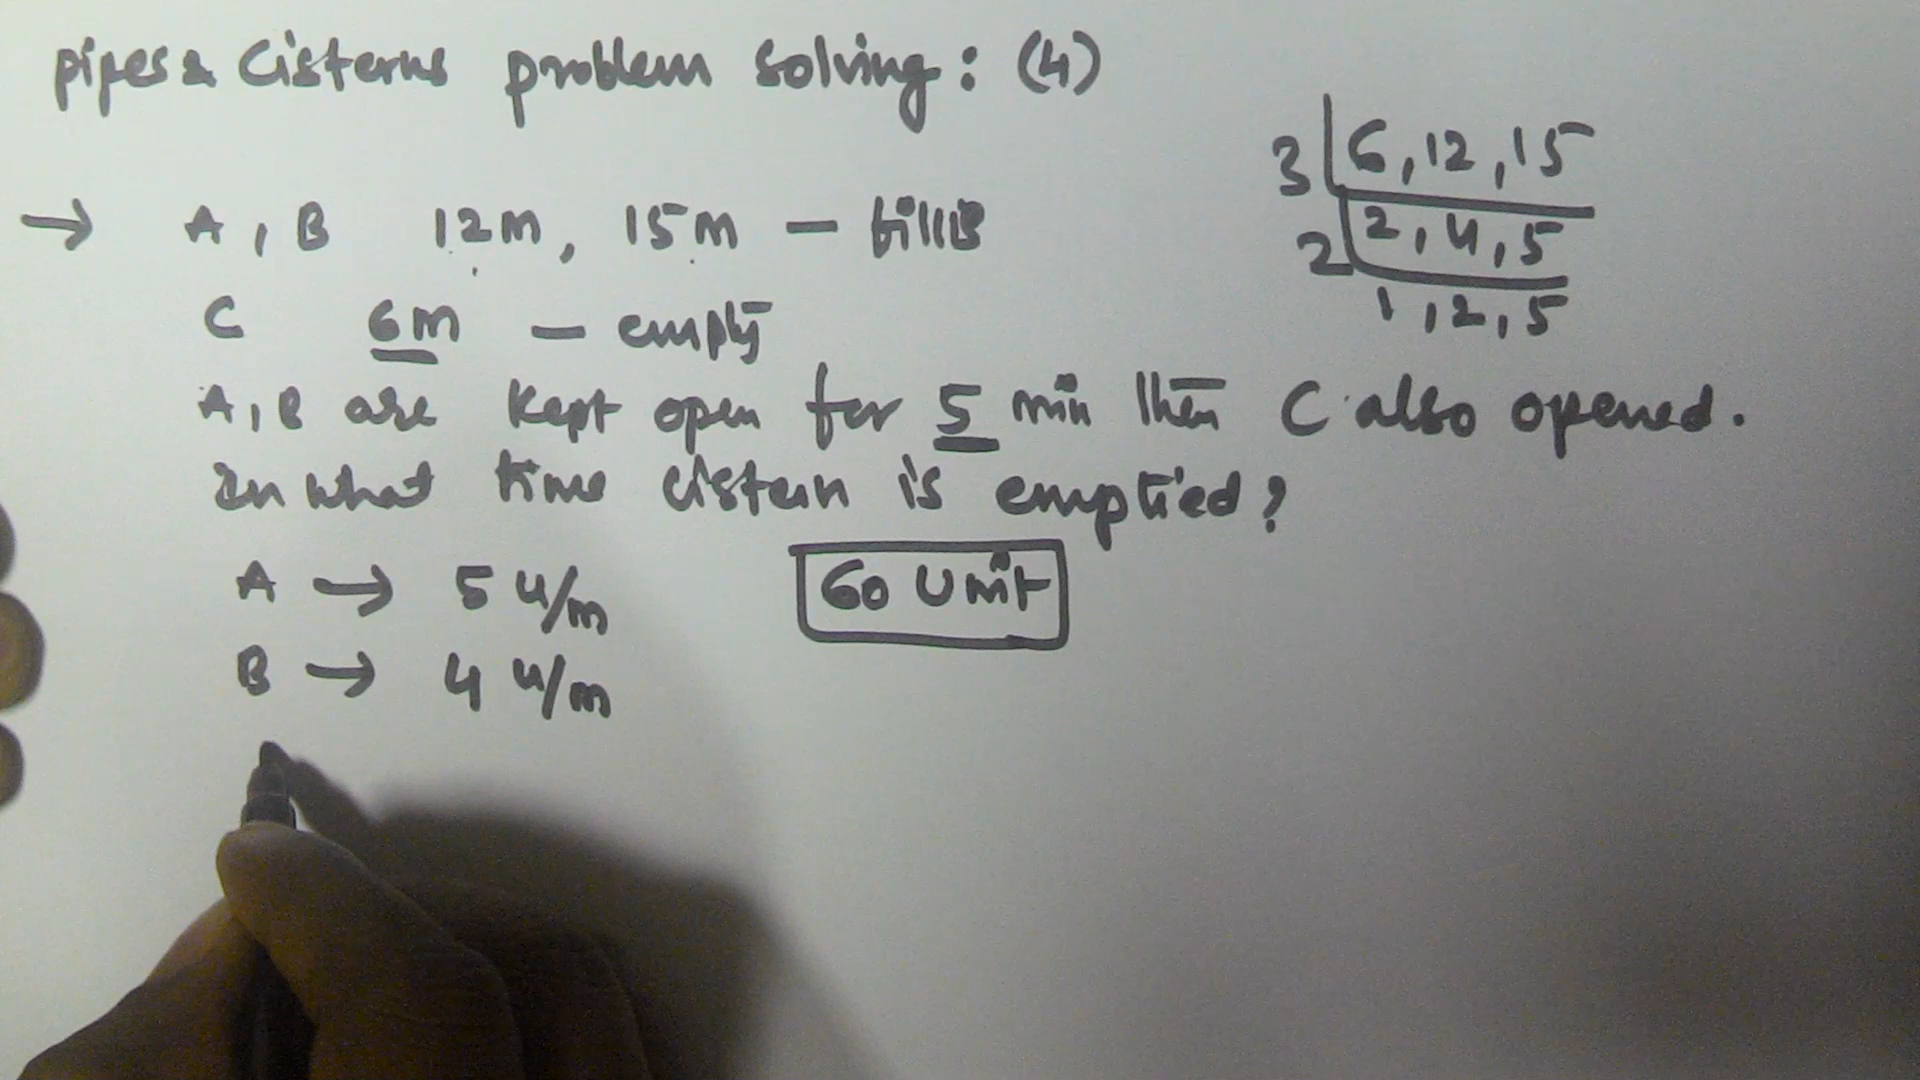 pipes & Cisterns problem solving: (4)
3 | 6, 12, 15
2 | 2, 4, 5
1, 2, 5
→ A, B 12m, 15m - fills
C 6m - empty
A, B are kept open for 5 min then C also opened.
In what time cistern is emptied?
A → 5 u/m
60 Unit
B → 4 u/m